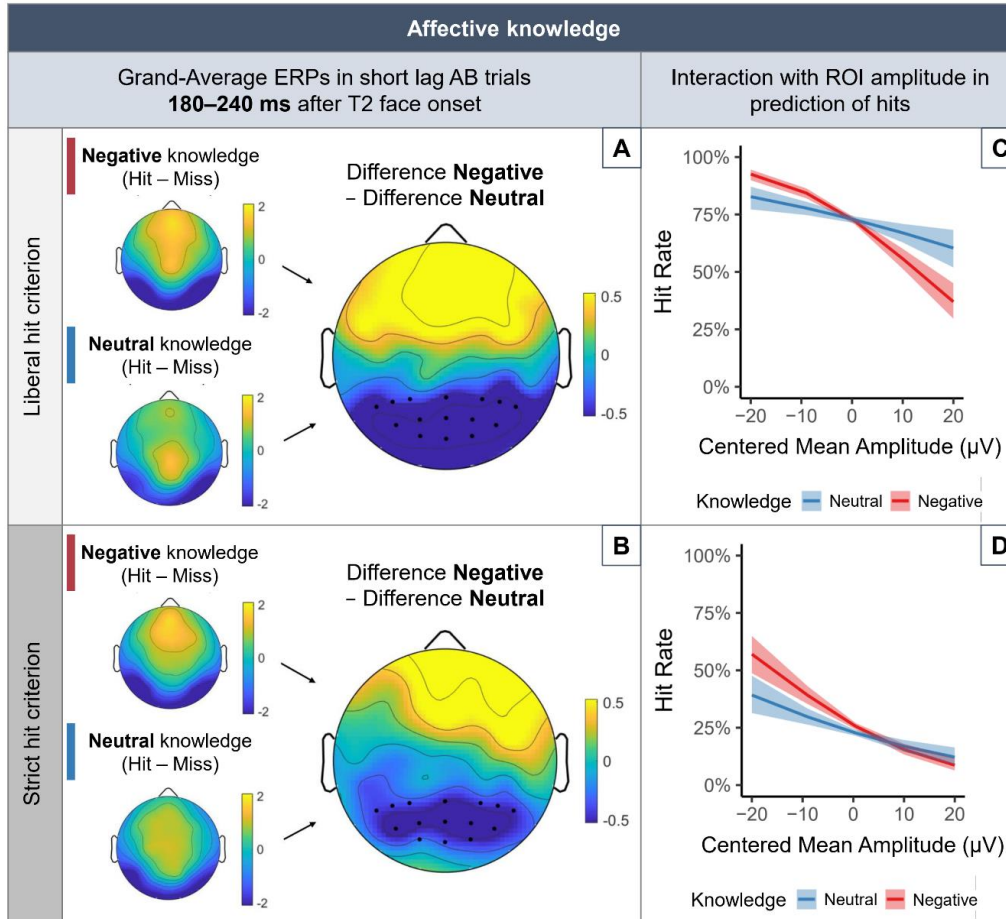 Affective knowledge
Grand-Average ERPs in short lag AB trials
180–240 ms after T2 face onset
Interaction with ROI amplitude in
prediction of hits
Liberal hit criterion
A
Negative knowledge
(Hit – Miss)
2
0
-2
Neutral knowledge
(Hit – Miss)
2
0
-2
Difference Negative
– Difference Neutral
0.5
0
-0.5
C
100%
75%
50%
25%
0%
Hit Rate
−20 −10 0 10 20
Centered Mean Amplitude (µV)
Knowledge Neutral Negative
Strict hit criterion
B
Negative knowledge
(Hit – Miss)
2
0
-2
Neutral knowledge
(Hit – Miss)
2
0
-2
Difference Negative
– Difference Neutral
0.5
0
-0.5
D
100%
75%
50%
25%
0%
Hit Rate
−20 −10 0 10 20
Centered Mean Amplitude (µV)
Knowledge Neutral Negative